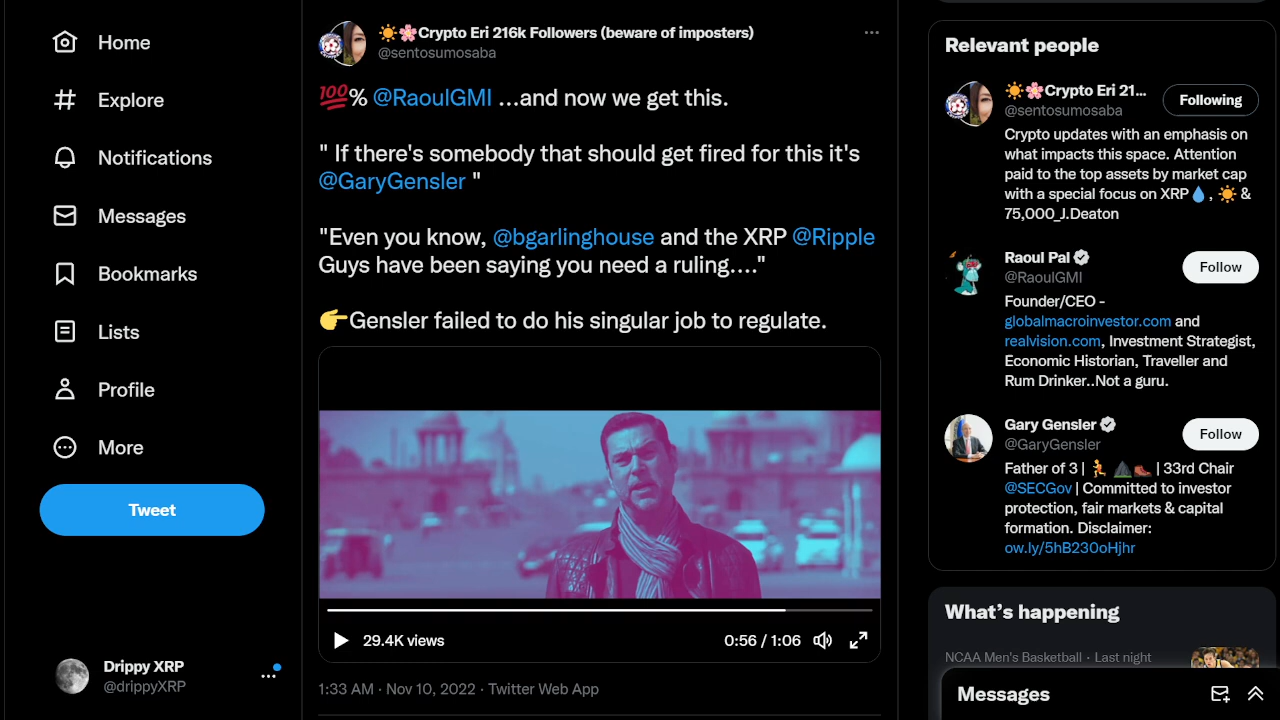 Home
Explore
Notifications
Messages
Bookmarks
Lists
Profile
More
Tweet
Drippy XRP
@drippyXRP
☀️🌸Crypto Eri 216k Followers (beware of imposters)
@sentosumosaba
💯% @RaoulGMI ...and now we get this.
" If there's somebody that should get fired for this it's
@GaryGensler "
"Even you know, @bgarlinghouse and the XRP @Ripple
Guys have been saying you need a ruling...."
👉Gensler failed to do his singular job to regulate.
29.4K views
0:56 / 1:06
1:33 AM · Nov 10, 2022 · Twitter Web App
Relevant people
☀️🌸Crypto Eri 21...
@sentosumosaba
Following
Crypto updates with an emphasis on
what impacts this space. Attention
paid to the top assets by market cap
with a special focus on XRP💧, ☀️ &
75,000_J.Deaton
Raoul Pal
@RaoulGMI
Follow
Founder/CEO -
globalmacroinvestor.com and
realvision.com, Investment Strategist,
Economic Historian, Traveller and
Rum Drinker..Not a guru.
Gary Gensler
@GaryGensler
Follow
Father of 3 | 🏃 ⛰️🥾 | 33rd Chair
@SECGov | Committed to investor
protection, fair markets & capital
formation. Disclaimer:
ow.ly/5hB230oHjhr
What's happening
NCAA Men's Basketball · Last night
Messages